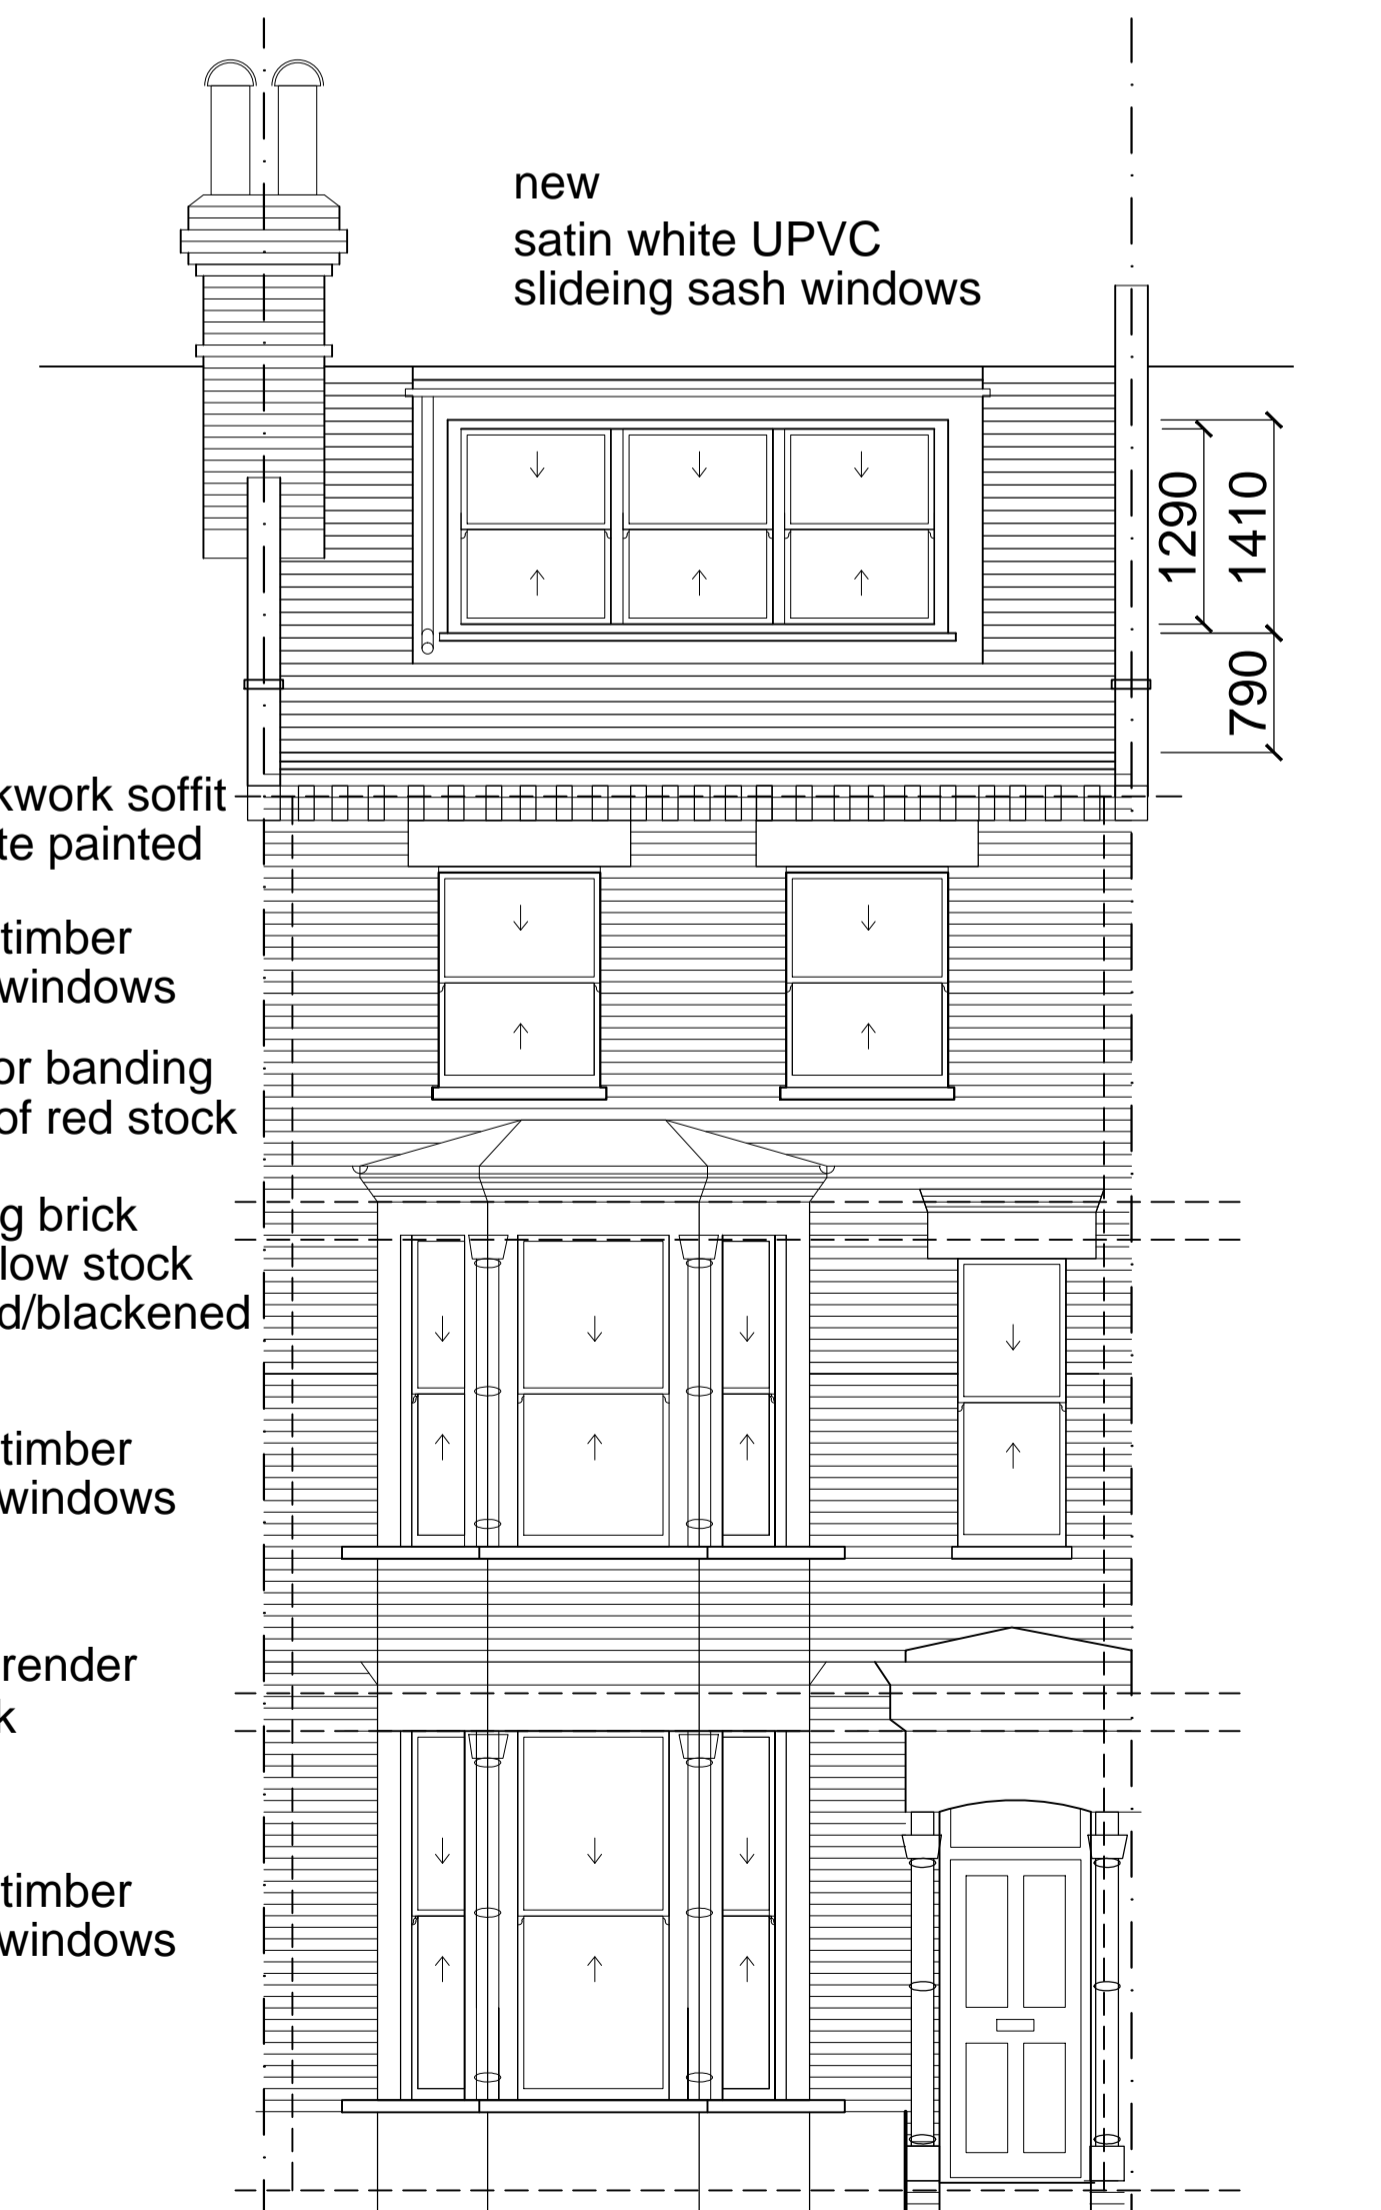 new
satin white UPVC
slideing sash windows
1290
1410
790
kwork soffit
te painted
timber
windows
or banding
of red stock
g brick
low stock
d/blackened
timber
windows
render
k
timber
windows